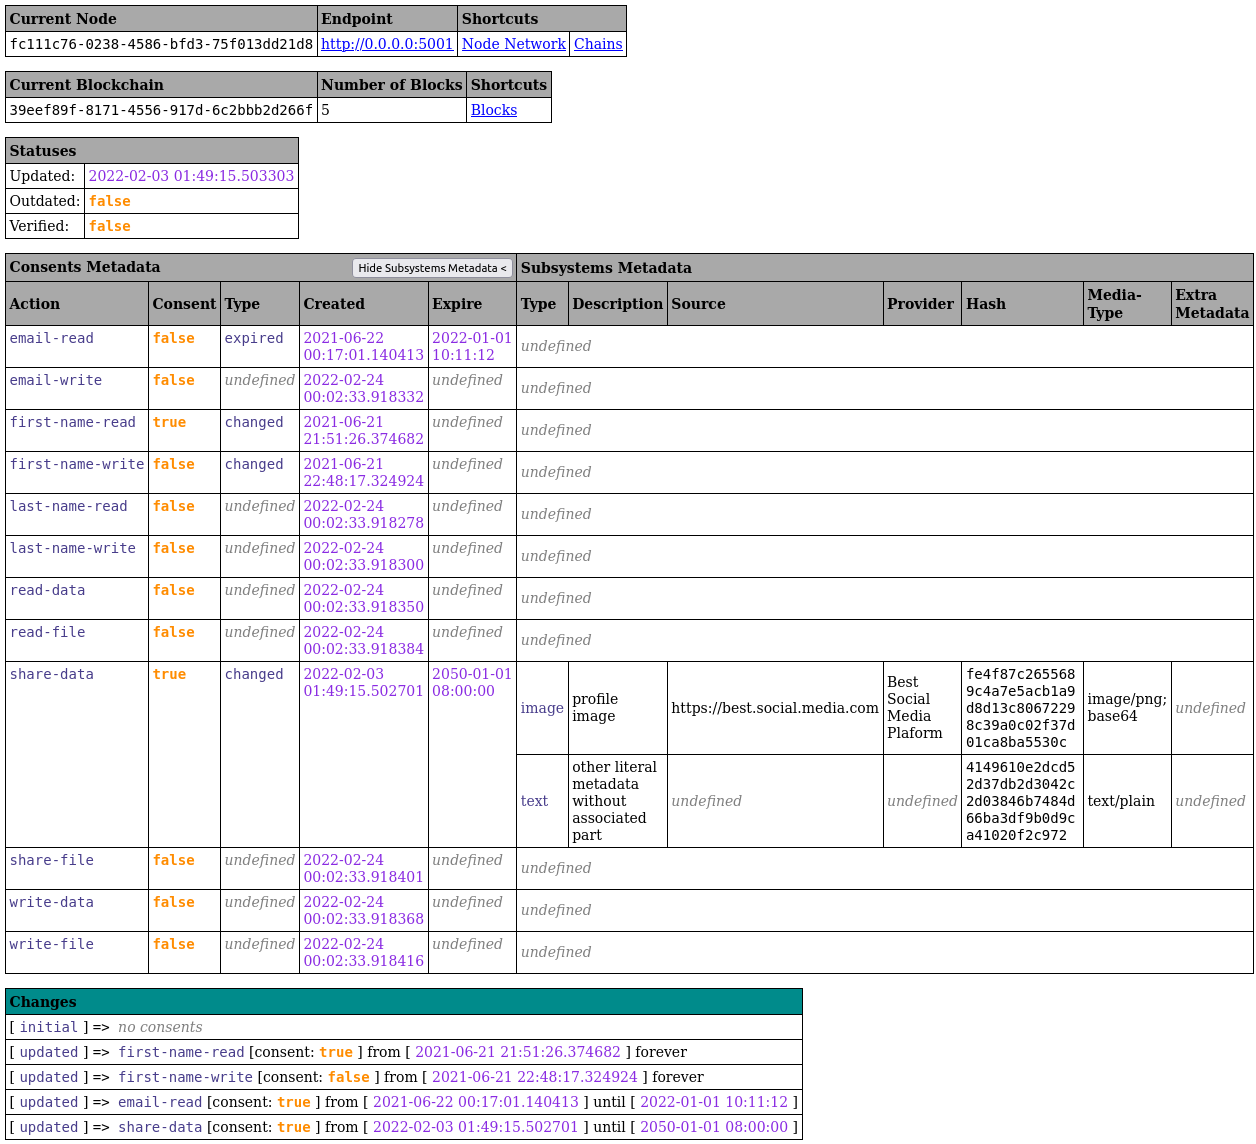 Current Node Endpoint Shortcuts
fc111c76-0238-4586-bfd3-75f013dd21d8 http://0.0.0.0:5001 Node Network Chains
Current Blockchain Number of Blocks Shortcuts
39eef89f-8171-4556-917d-6c2bbb2d266f 5 Blocks
Statuses
Updated: 2022-02-03 01:49:15.503303
Outdated: false
Verified: false
Consents Metadata Hide Subsystems Metadata < Subsystems Metadata
Action Consent Type Created Expire Type Description Source Provider Hash Media-Type Extra Metadata
email-read false expired 2021-06-22 00:17:01.140413 2022-01-01 10:11:12 undefined
email-write false undefined 2022-02-24 00:02:33.918332 undefined undefined
first-name-read true changed 2021-06-21 21:51:26.374682 undefined undefined
first-name-write false changed 2021-06-21 22:48:17.324924 undefined undefined
last-name-read false undefined 2022-02-24 00:02:33.918278 undefined undefined
last-name-write false undefined 2022-02-24 00:02:33.918300 undefined undefined
read-data false undefined 2022-02-24 00:02:33.918350 undefined undefined
read-file false undefined 2022-02-24 00:02:33.918384 undefined undefined
share-data true changed 2022-02-03 01:49:15.502701 2050-01-01 08:00:00
image profile image https://best.social.media.com Best Social Media Plaform fe4f87c265568 9c4a7e5acb1a9 d8d13c8067229 8c39a0c02f37d 01ca8ba5530c image/png; base64 undefined
text other literal metadata without associated part undefined undefined 4149610e2dcd5 2d37db2d3042c 2d03846b7484d 66ba3df9b0d9c a41020f2c972 text/plain undefined
share-file false undefined 2022-02-24 00:02:33.918401 undefined undefined
write-data false undefined 2022-02-24 00:02:33.918368 undefined undefined
write-file false undefined 2022-02-24 00:02:33.918416 undefined undefined
Changes
[ initial ] => no consents
[ updated ] => first-name-read [consent: true ] from [ 2021-06-21 21:51:26.374682 ] forever
[ updated ] => first-name-write [consent: false ] from [ 2021-06-21 22:48:17.324924 ] forever
[ updated ] => email-read [consent: true ] from [ 2021-06-22 00:17:01.140413 ] until [ 2022-01-01 10:11:12 ]
[ updated ] => share-data [consent: true ] from [ 2022-02-03 01:49:15.502701 ] until [ 2050-01-01 08:00:00 ]